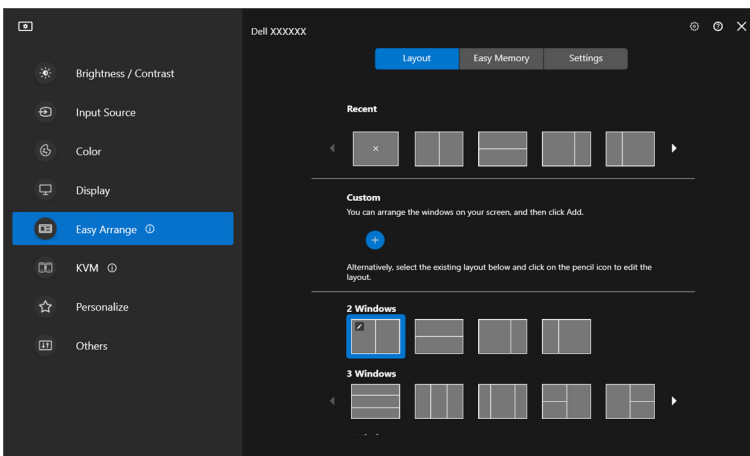 Dell XXXXXX
Brightness / Contrast
Input Source
Color
Display
Easy Arrange
KVM
Personalize
Others
Layout
Easy Memory
Settings
Recent
Custom
You can arrange the windows on your screen, and then click Add.
Alternatively, select the existing layout below and click on the pencil icon to edit the
layout.
2 Windows
3 Windows